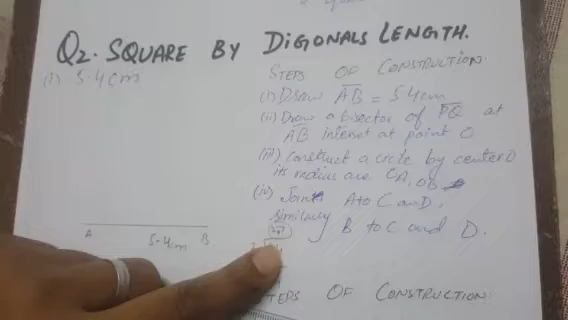 Q2. SQUARE BY DIGONALS LENGTH.
(i) 5.4cm
STEPS OF CONSTRUCTION:
(i) Draw AB = 5.4cm
(ii) Draw a bisector of PQ at
AB interset at point O
(iii) Construct a circle by center O
its radius are OA, OB
(iv) Joint A to C and D,
Similarly B to C and D.
A 5.4cm B
STEPS OF CONSTRUCTION: